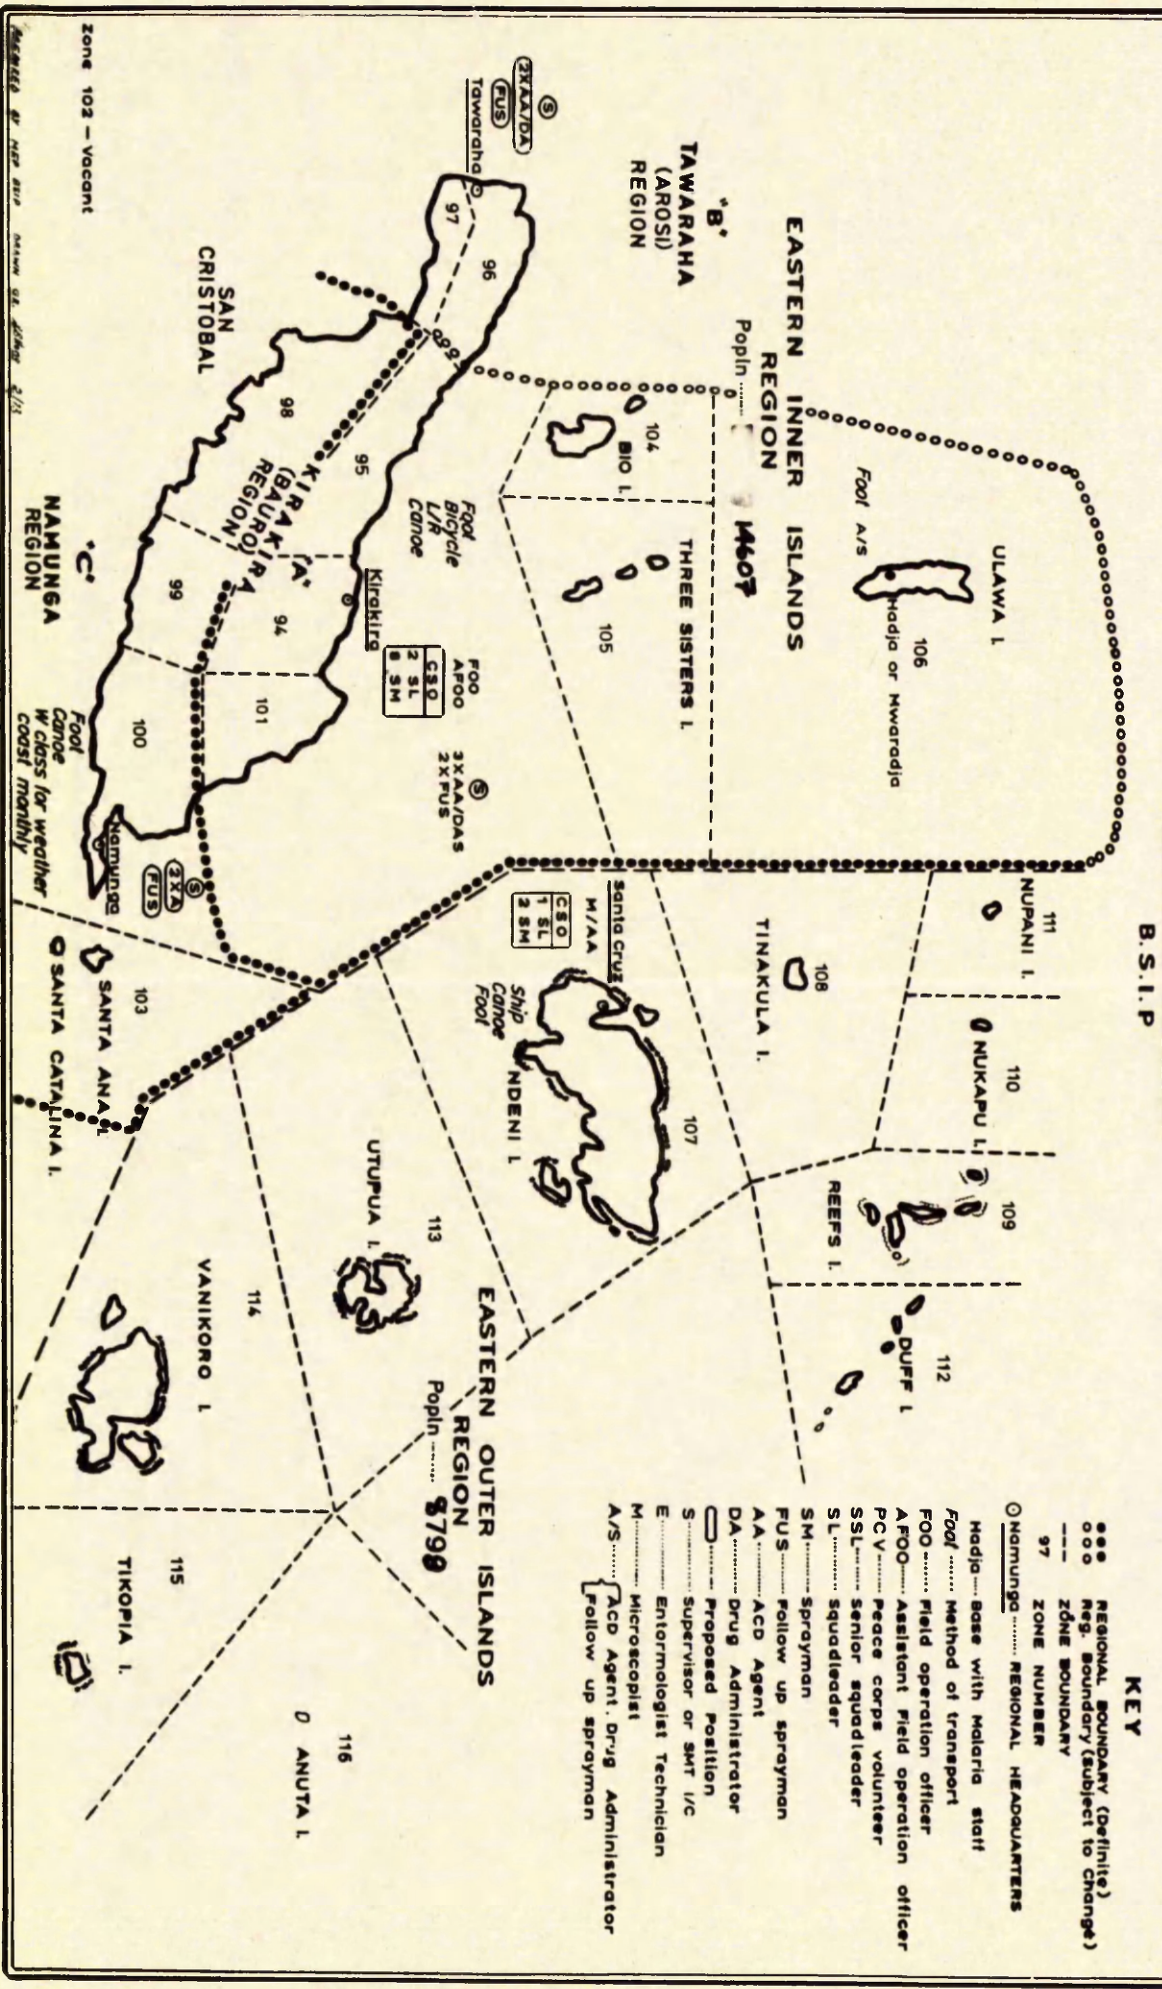 B.S.I.P
KEY
••• REGIONAL BOUNDARY (Definite)
ooo Reg. Boundary (subject to change)
--- ZONE BOUNDARY
97 ZONE NUMBER
Namunga ........ REGIONAL HEADQUARTERS
Hadja ---- Base with Malaria staff
Foot ........ Method of transport
FOO ........ Field operation officer
AFOO ------ Assistant Field operation officer
PCV -------- Peace corps volunteer
SSL ------- Senior squadleader
SL .......... Squadleader
SM ---------- Sprayman
FUS ------- Follow up sprayman
AA ......... ACD Agent
DA ......... Drug Administrator
-------- Proposed Position
S ............ Supervisor or SMT I/C
E ........... Entormologist Technician
M ........... Microscopist
A/S ...... { ACD Agent. Drug Administrator
Follow up sprayman
ULAWA I.
106
Hadja or Mwaradja
Foot A/S
EASTERN INNER ISLANDS
REGION
Popln ........ 14607
"B"
TAWARAHA
(AROSI)
REGION
S
2XAA/DA
FUS
Tawaraha
97
96
104
BIO I.
THREE SISTERS I.
105
Foot
Bicycle
L/R
Canoe
95
98
SAN
CRISTOBAL
"A"
KIRAKIRA
(BAURO)
REGION
Kirakira
94
99
101
100
FOO
AFOO
CSO
2 SL
8 SM
S
3XAA/DAS
2XFUS
"C"
NAMUNGA
REGION
Foot
Canoe
W class for weather
coast monthly
Namunga
S
2XA
FUS
zone 102 – Vacant
111
NUPANI I.
110
NUKAPU I.
109
REEFS I.
112
DUFF I.
108
TINAKULA I.
Santa Cruz
M/AA
CSO
1 SL
2 SM
Ship
Canoe
Foot
NDENI I.
107
113
UTUPUA I.
EASTERN OUTER ISLANDS
REGION
Popln ........ 8799
103
SANTA ANA I.
SANTA CATALINA I.
114
VANIKORO I.
115
TIKOPIA I.
116
ANUTA I.